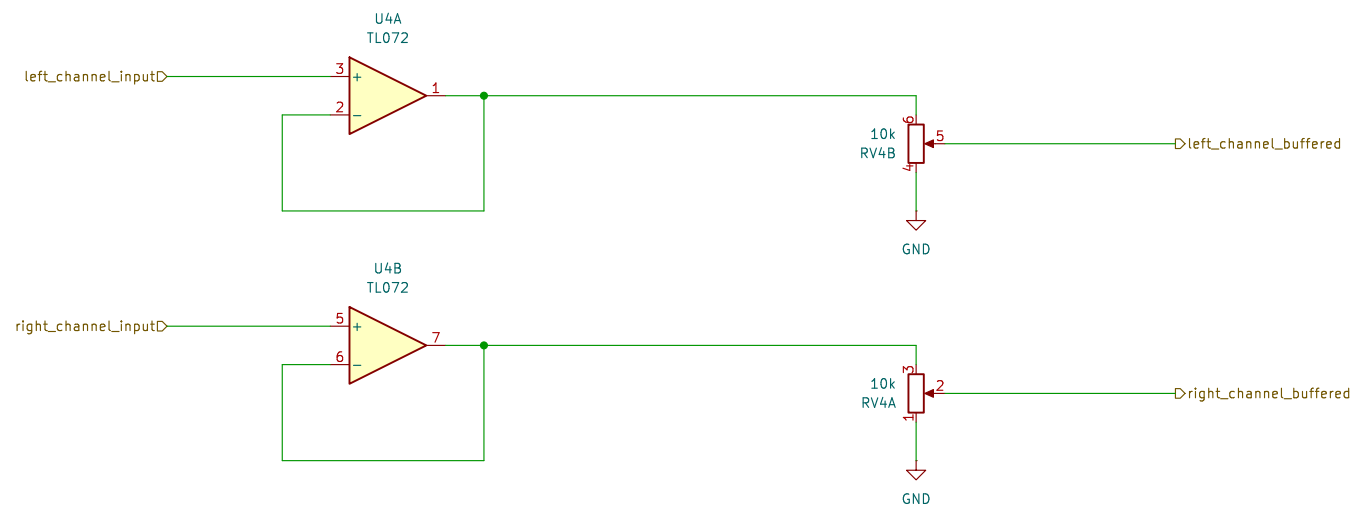 U4A
TL072
left_channel_input
3
+
2
−
1
6
10k
RV4B
5
4
left_channel_buffered
GND
U4B
TL072
right_channel_input
5
+
6
−
7
3
10k
RV4A
2
1
right_channel_buffered
GND